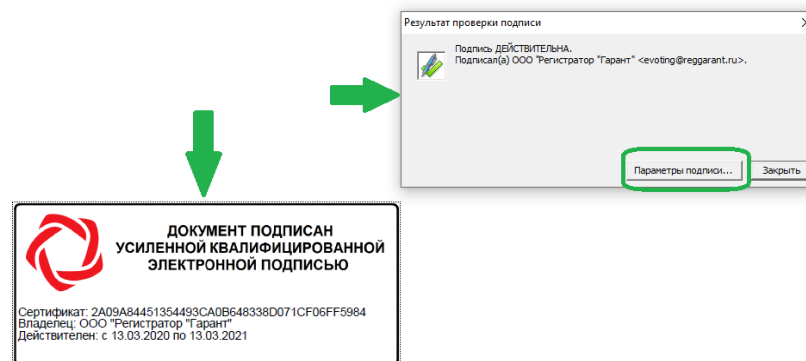 Результат проверки подписи
Подпись ДЕЙСТВИТЕЛЬНА.
Подписал(а) ООО "Регистратор "Гарант" <evoting@reggarant.ru>.
Параметры подписи...
Закрыть
ДОКУМЕНТ ПОДПИСАН
УСИЛЕННОЙ КВАЛИФИЦИРОВАННОЙ
ЭЛЕКТРОННОЙ ПОДПИСЬЮ
Сертификат: 2A09A84451354493CA0B648338D071CF06FF5984
Владелец: ООО "Регистратор "Гарант"
Действителен: с 13.03.2020 по 13.03.2021